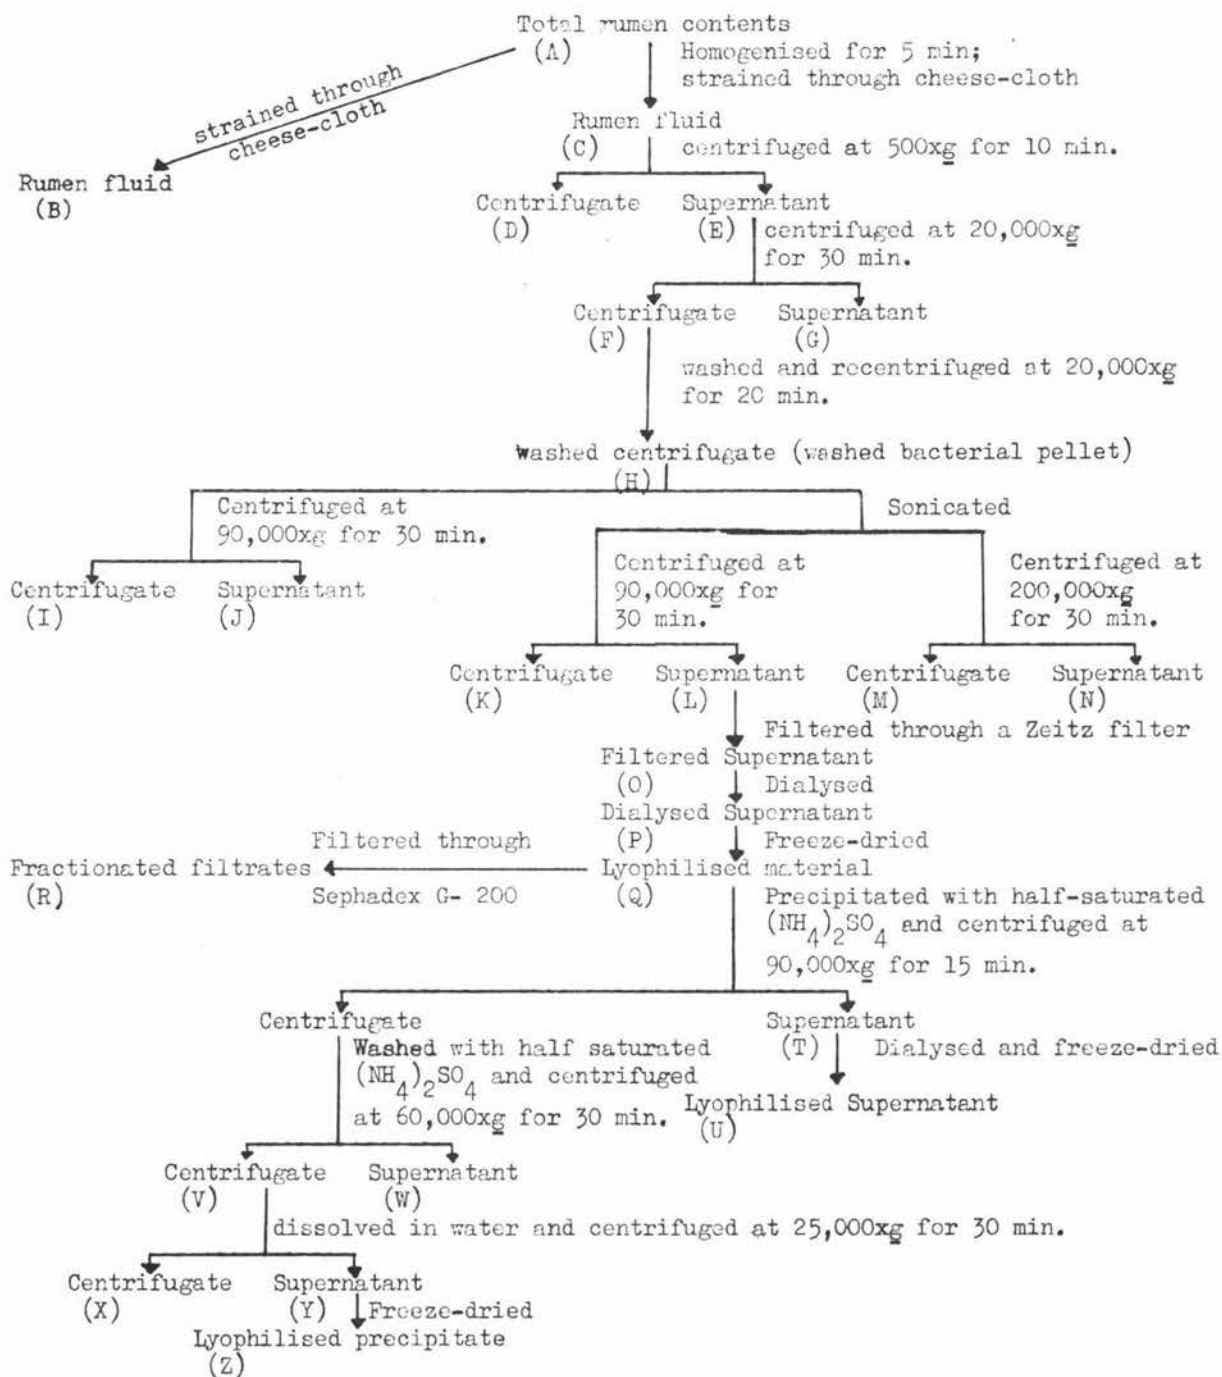 Total rumen contents
(A)
Homogenised for 5 min;
strained through cheese-cloth
strained through
cheese-cloth
Rumen fluid
(B)
Rumen fluid
(C)
centrifuged at 500xg for 10 min.
Centrifugate Supernatant
(D) (E)
centrifuged at 20,000xg
for 30 min.
Centrifugate Supernatant
(F) (G)
washed and recentrifuged at 20,000xg
for 20 min.
Washed centrifugate (washed bacterial pellet)
(H)
Centrifuged at
90,000xg for 30 min.
Sonicated
Centrifugate Supernatant
(I) (J)
Centrifuged at
90,000xg for
30 min.
Centrifuged at
200,000xg
for 30 min.
Centrifugate Supernatant Centrifugate Supernatant
(K) (L) (M) (N)
Filtered through a Zeitz filter
Filtered Supernatant
(O) Dialysed
Dialysed Supernatant
(P) Freeze-dried
Filtered through
Fractionated filtrates Lyophilised material
(R) Sephadex G- 200 (Q)
Precipitated with half-saturated
(NH4)2SO4 and centrifuged at
90,000xg for 15 min.
Centrifugate Supernatant
(T) Dialysed and freeze-dried
Washed with half saturated
(NH4)2SO4 and centrifuged
at 60,000xg for 30 min.
Lyophilised Supernatant
(U)
Centrifugate Supernatant
(V) (W)
dissolved in water and centrifuged at 25,000xg for 30 min.
Centrifugate Supernatant
(X) (Y) Freeze-dried
Lyophilised precipitate
(Z)